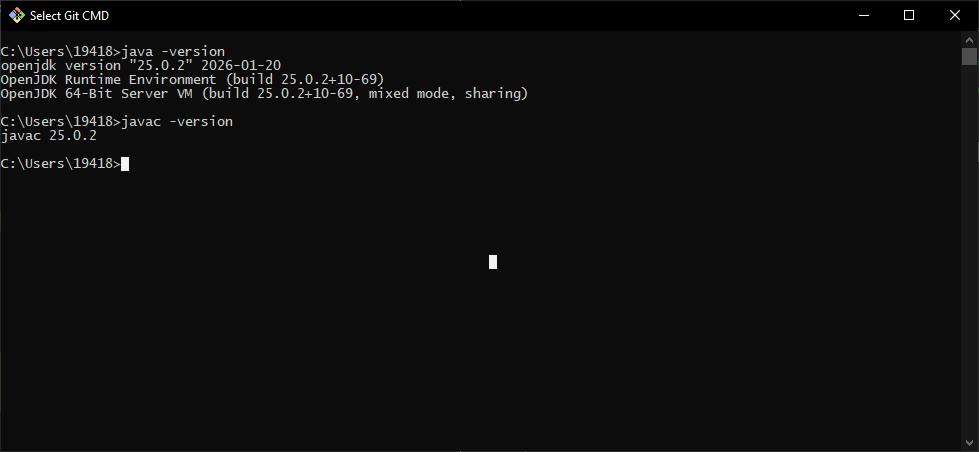 Select Git CMD
C:\Users\19418>java -version
openjdk version "25.0.2" 2026-01-20
OpenJDK Runtime Environment (build 25.0.2+10-69)
OpenJDK 64-Bit Server VM (build 25.0.2+10-69, mixed mode, sharing)
C:\Users\19418>javac -version
javac 25.0.2
C:\Users\19418>